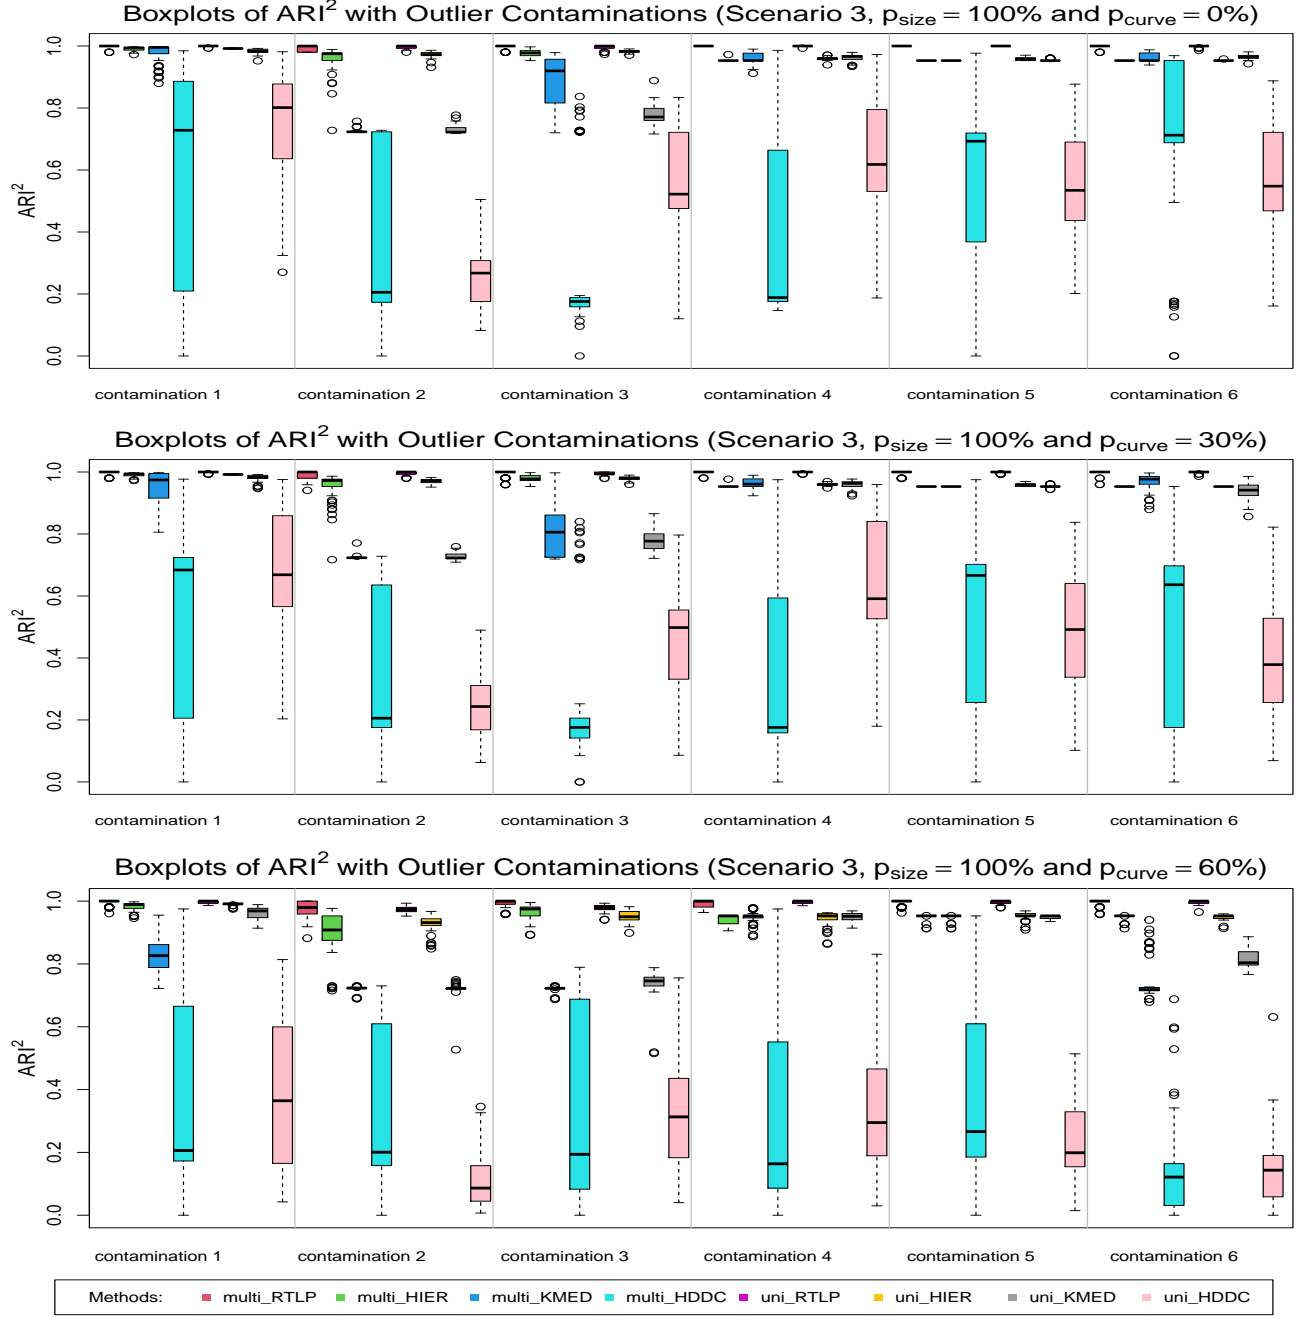 Boxplots of ARI² with Outlier Contaminations (Scenario 3, p_size = 100% and p_curve = 0%)
ARI²
1.0
0.8
0.6
0.4
0.2
0.0
contamination 1 contamination 2 contamination 3 contamination 4 contamination 5 contamination 6
Boxplots of ARI² with Outlier Contaminations (Scenario 3, p_size = 100% and p_curve = 30%)
ARI²
1.0
0.8
0.6
0.4
0.2
0.0
contamination 1 contamination 2 contamination 3 contamination 4 contamination 5 contamination 6
Boxplots of ARI² with Outlier Contaminations (Scenario 3, p_size = 100% and p_curve = 60%)
ARI²
1.0
0.8
0.6
0.4
0.2
0.0
contamination 1 contamination 2 contamination 3 contamination 4 contamination 5 contamination 6
Methods: multi_RTLP multi_HIER multi_KMED multi_HDDC uni_RTLP uni_HIER uni_KMED uni_HDDC